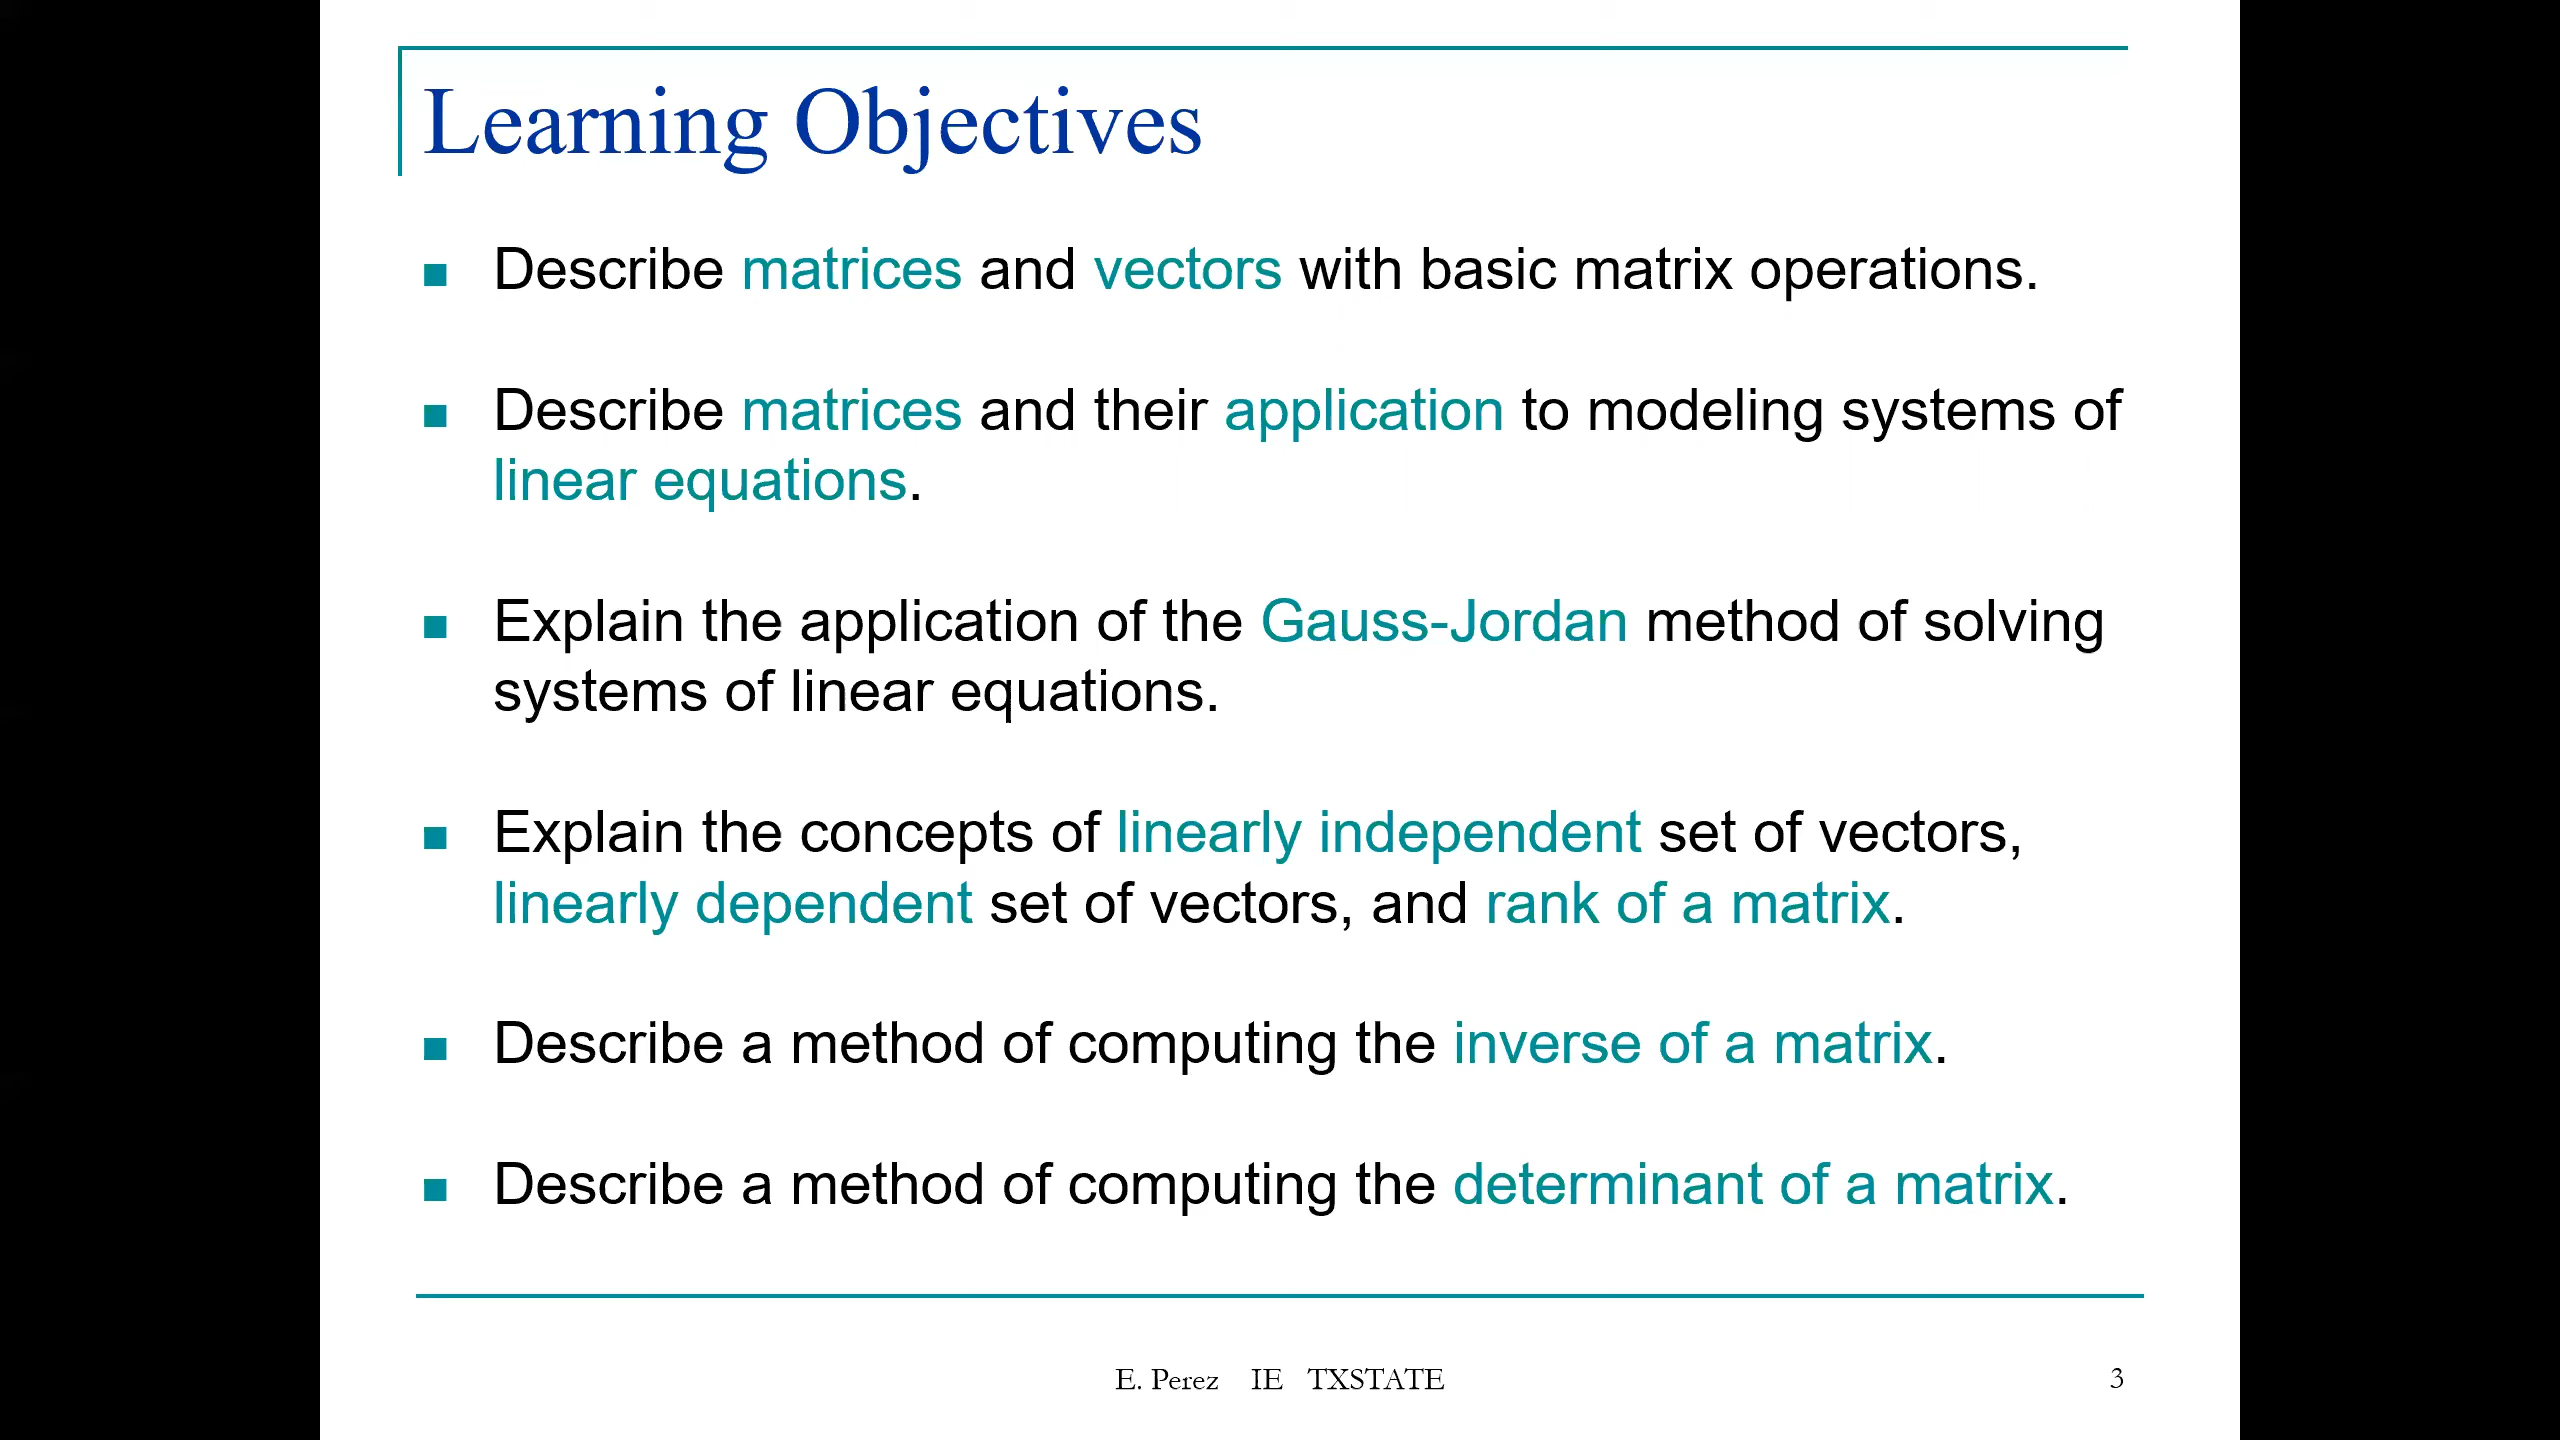 Learning Objectives
Describe matrices and vectors with basic matrix operations.
Describe matrices and their application to modeling systems of
linear equations.
Explain the application of the Gauss-Jordan method of solving
systems of linear equations.
Explain the concepts of linearly independent set of vectors,
linearly dependent set of vectors, and rank of a matrix.
Describe a method of computing the inverse of a matrix.
Describe a method of computing the determinant of a matrix.
E. Perez IE TXSTATE
3